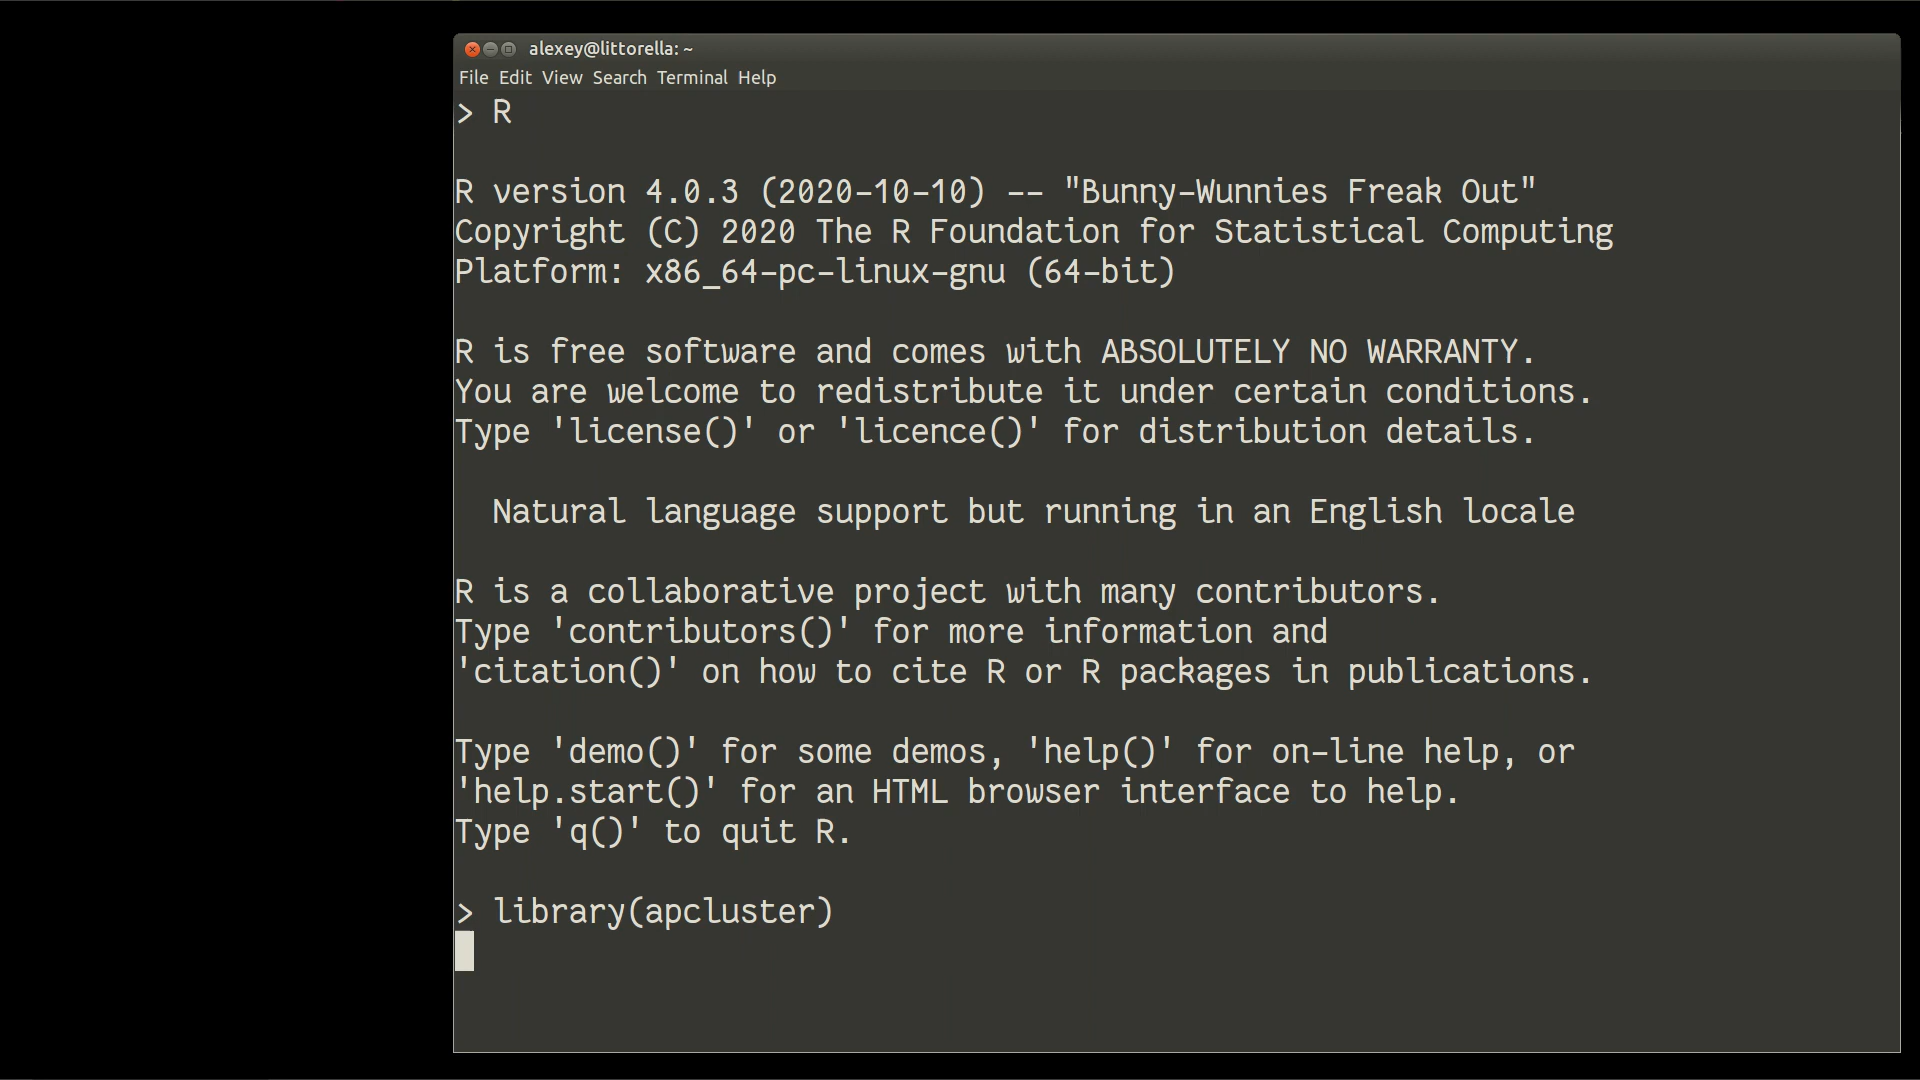 alexey@littorella: ~
File Edit View Search Terminal Help
> R
R version 4.0.3 (2020-10-10) -- "Bunny-Wunnies Freak Out"
Copyright (C) 2020 The R Foundation for Statistical Computing
Platform: x86_64-pc-linux-gnu (64-bit)
R is free software and comes with ABSOLUTELY NO WARRANTY.
You are welcome to redistribute it under certain conditions.
Type 'license()' or 'licence()' for distribution details.
Natural language support but running in an English locale
R is a collaborative project with many contributors.
Type 'contributors()' for more information and
'citation()' on how to cite R or R packages in publications.
Type 'demo()' for some demos, 'help()' for on-line help, or
'help.start()' for an HTML browser interface to help.
Type 'q()' to quit R.
> library(apcluster)